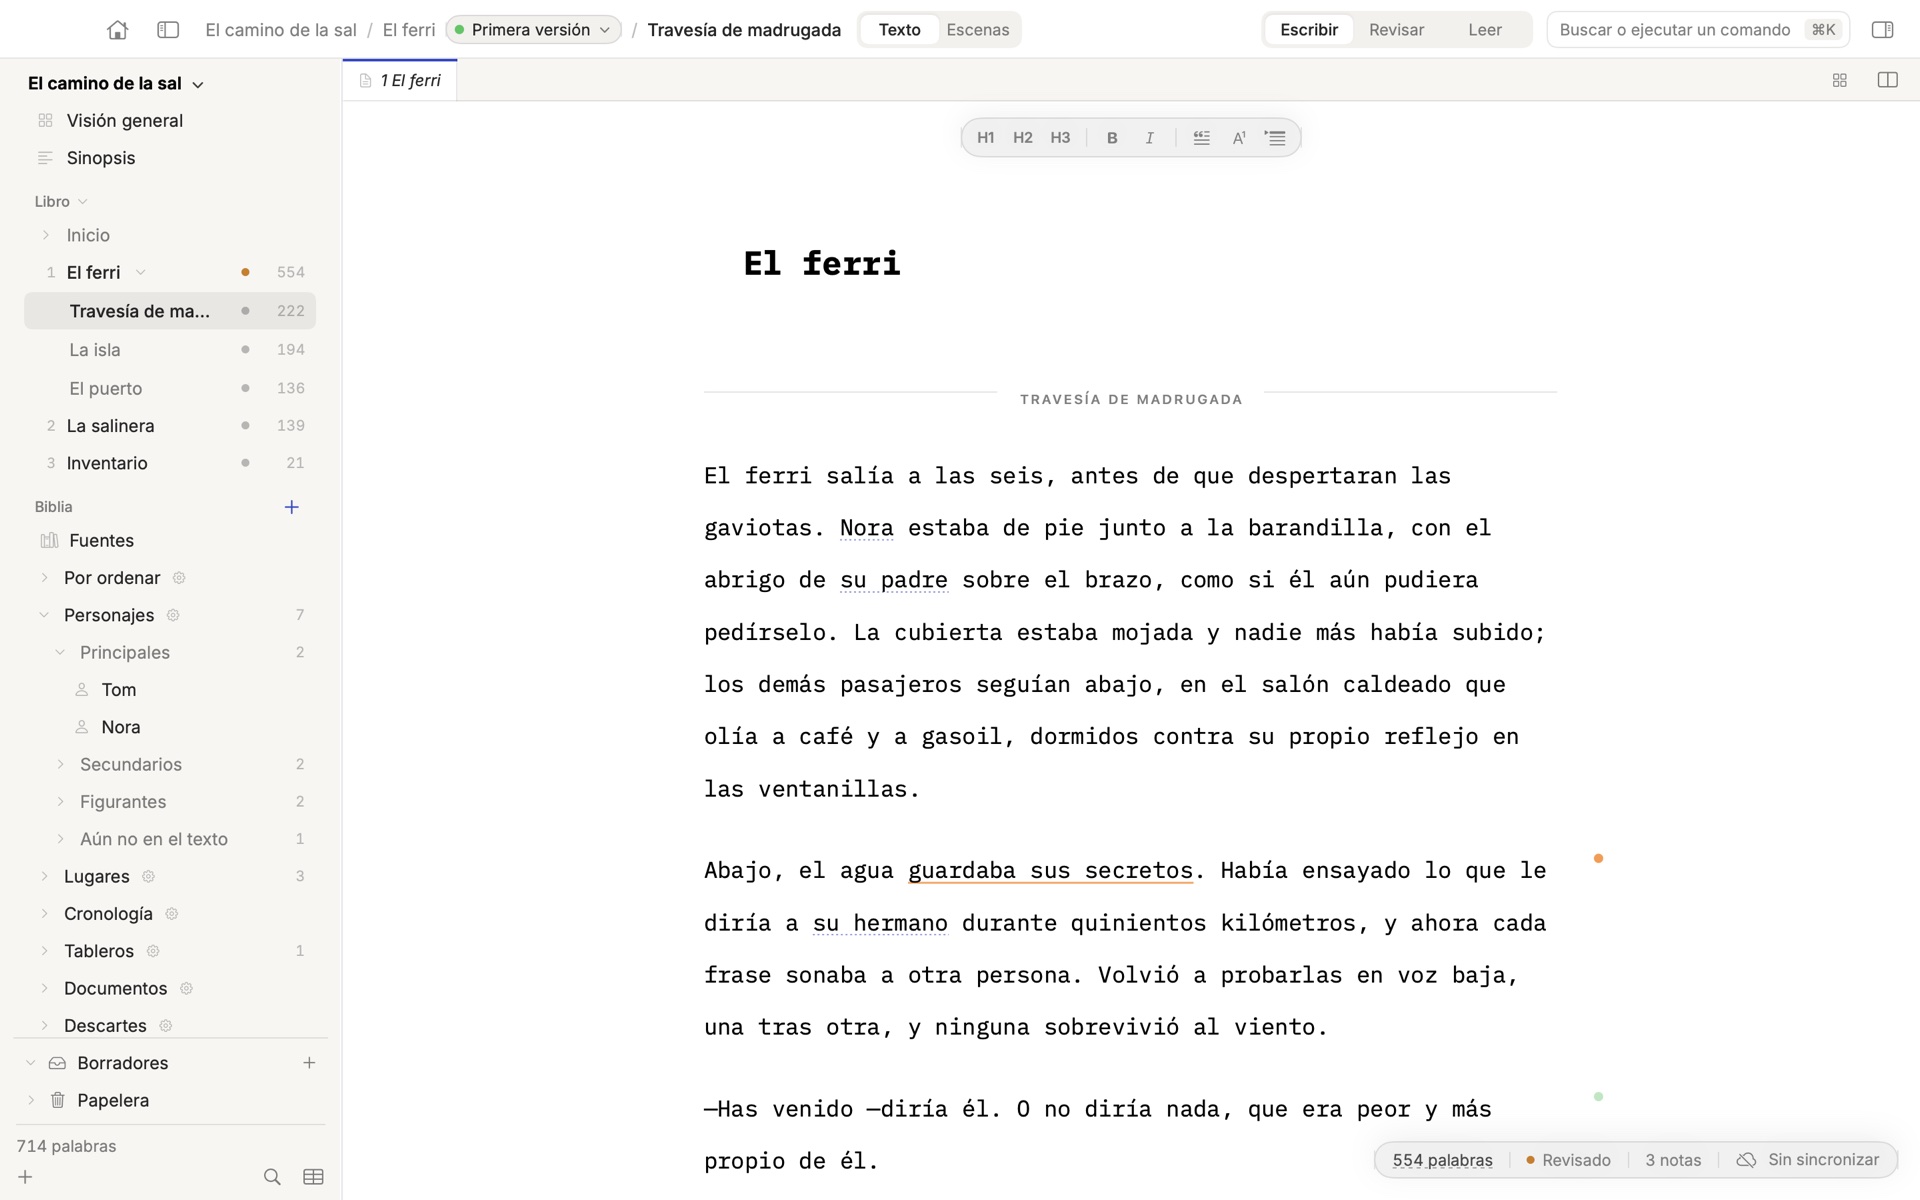 El camino de la sal / El ferri Primera versión / Travesía de madrugada Texto Escenas Escribir Revisar Leer Buscar o ejecutar un comando ⌘K
El camino de la sal
Visión general
Sinopsis
Libro
Inicio
1 El ferri 554
Travesía de ma... 222
La isla 194
El puerto 136
2 La salinera 139
3 Inventario 21
Biblia +
Fuentes
Por ordenar
Personajes 7
Principales 2
Tom
Nora
Secundarios 2
Figurantes 2
Aún no en el texto 1
Lugares 3
Cronología
Tableros 1
Documentos
Descartes
Borradores +
Papelera
714 palabras
+
1 El ferri
H1 H2 H3 B I A¹
El ferri
TRAVESÍA DE MADRUGADA
El ferri salía a las seis, antes de que despertaran las
gaviotas. Nora estaba de pie junto a la barandilla, con el
abrigo de su padre sobre el brazo, como si él aún pudiera
pedírselo. La cubierta estaba mojada y nadie más había subido;
los demás pasajeros seguían abajo, en el salón caldeado que
olía a café y a gasoil, dormidos contra su propio reflejo en
las ventanillas.
Abajo, el agua guardaba sus secretos. Había ensayado lo que le
diría a su hermano durante quinientos kilómetros, y ahora cada
frase sonaba a otra persona. Volvió a probarlas en voz baja,
una tras otra, y ninguna sobrevivió al viento.
—Has venido —diría él. O no diría nada, que era peor y más
propio de él.
554 palabras Revisado 3 notas Sin sincronizar